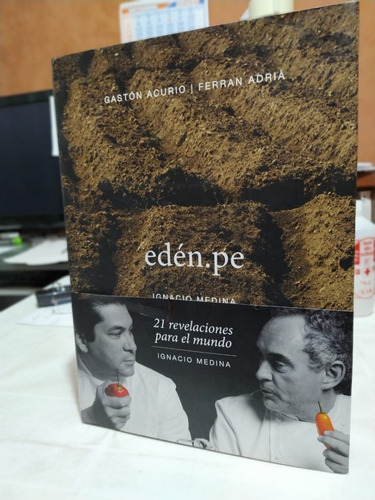 GASTÓN ACURIO | FERRAN ADRIÀ
edén.pe
IGNACIO MEDINA
21 revelaciones
para el mundo
IGNACIO MEDINA